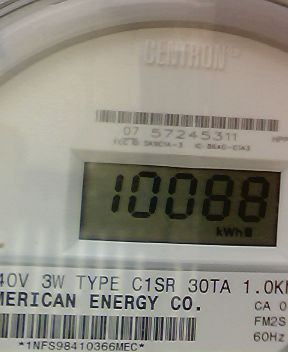 CENTRON
07 57245311
10088
kWh
40V 3W TYPE C1SR 30TA 1.0K
MERICAN ENERGY CO.
CA 0
FM2S
60Hz
*1NFS98410366MEC*